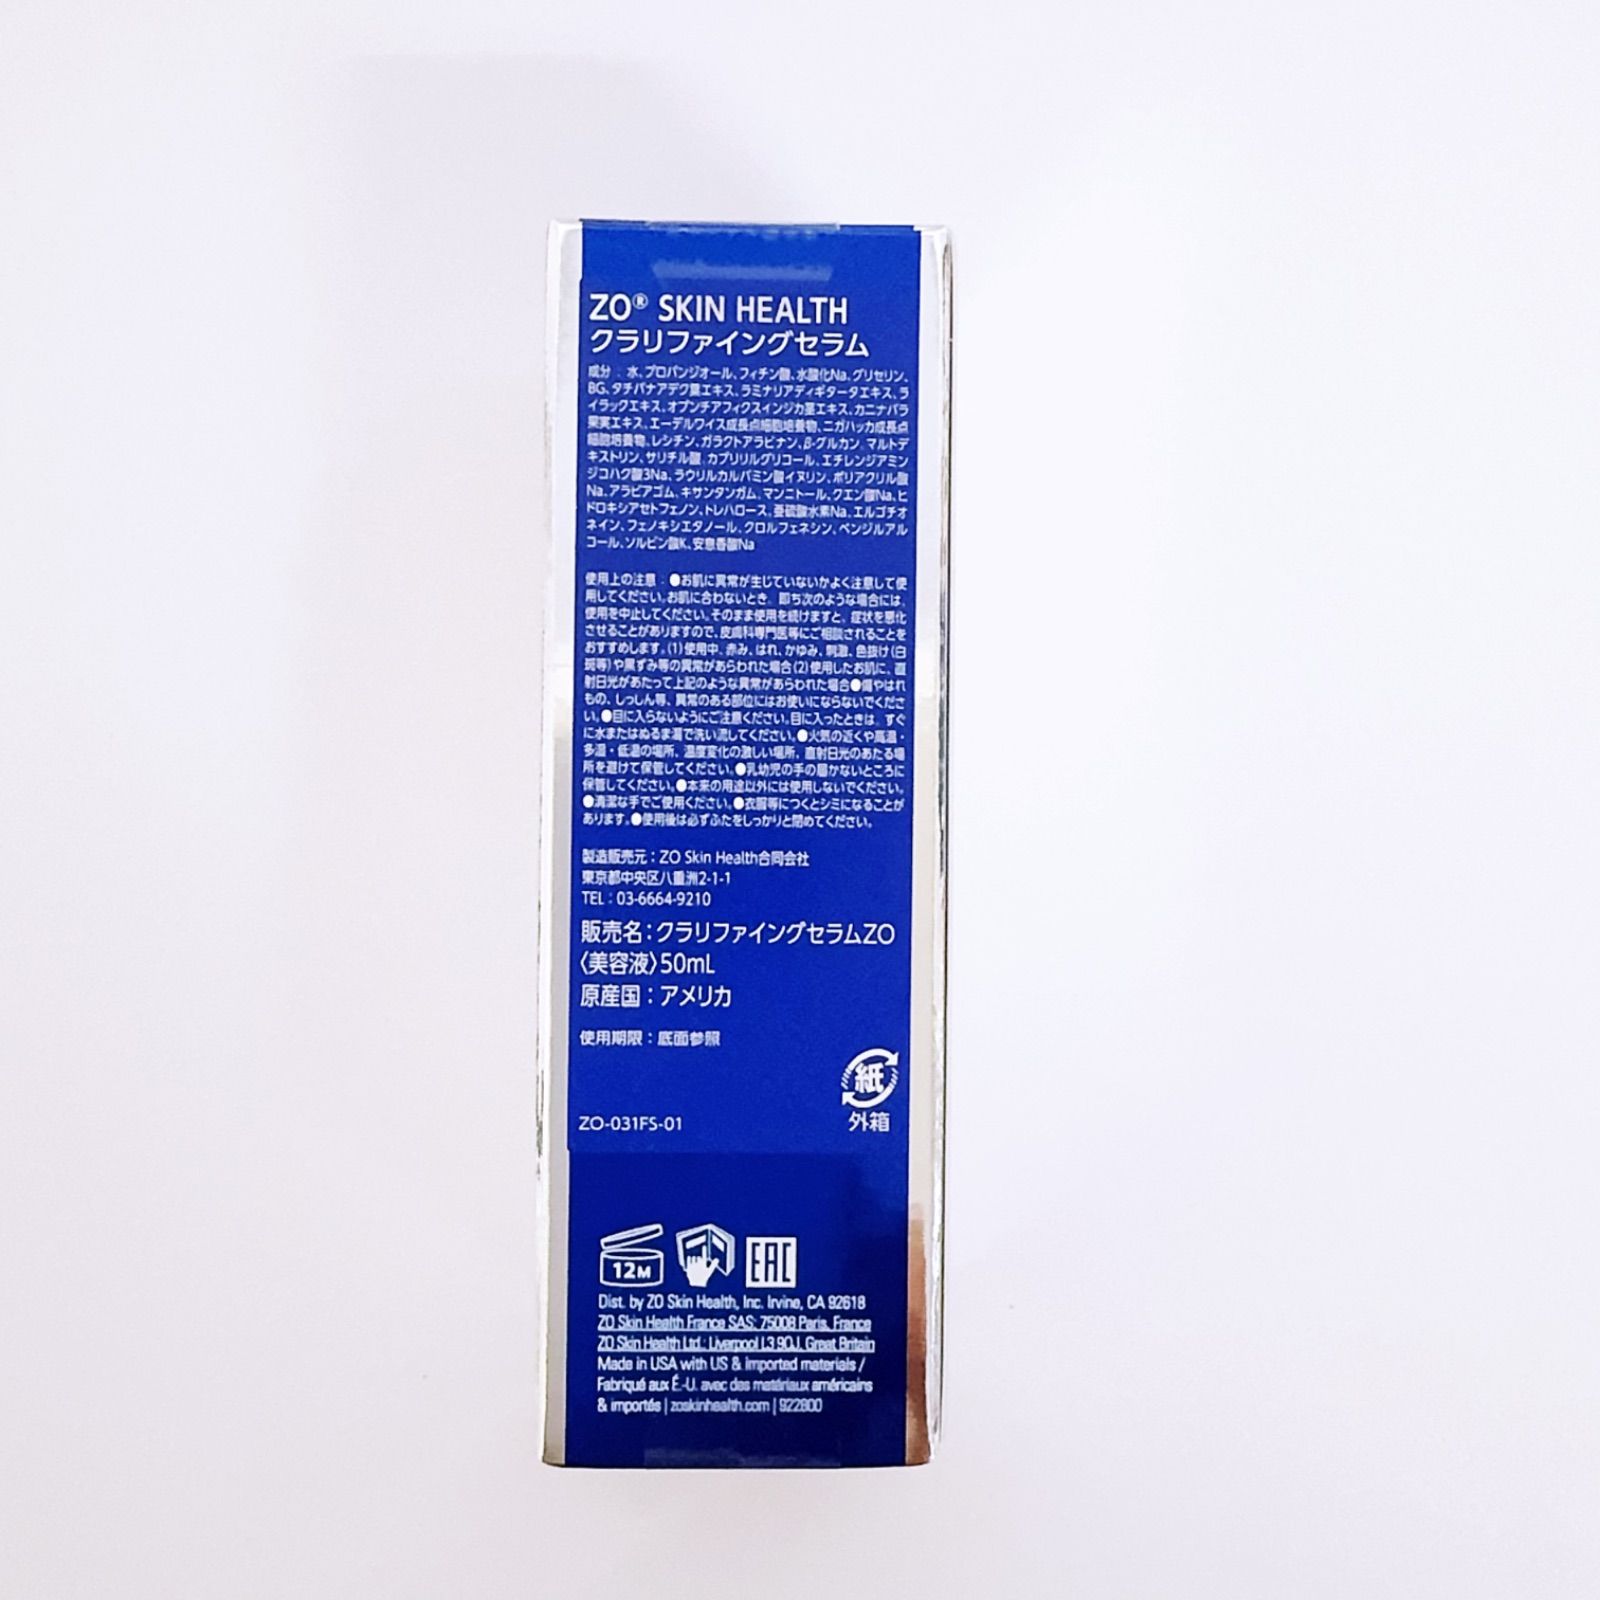 ZO® SKIN HEALTH
クラリファイングセラム
成分 : 水、プロパンジオール、フィチン酸、水酸化Na、グリセリン、
BG、タチバナアデク葉エキス、ラミナリアディギタータエキス、ラ
イラックエキス、オプンチアフィクスインジカ茎エキス、カニナバラ
果実エキス、エーデルワイス成長点細胞培養物、ニガハッカ成長点
細胞培養物、レシチン、ガラクトアラビナン、β-グルカン、マルトデ
キストリン、サリチル酸、カプリリルグリコール、エチレンジアミン
ジコハク酸3Na、ラウリルカルバミン酸イヌリン、ポリアクリル酸
Na、アラビアゴム、キサンタンガム、マンニトール、クエン酸Na、ヒ
ドロキシアセトフェノン、トレハロース、亜硫酸水素Na、エルゴチオ
ネイン、フェノキシエタノール、クロルフェネシン、ベンジルアル
コール、ソルビン酸K、安息香酸Na
使用上の注意 : ●お肌に異常が生じていないかよく注意して使
用してください。お肌に合わないとき、即ち次のような場合には、
使用を中止してください。そのまま使用を続けますと、症状を悪化
させることがありますので、皮膚科専門医等にご相談されることを
おすすめします。(1)使用中、赤み、はれ、かゆみ、刺激、色抜け(白
斑等)や黒ずみ等の異常があらわれた場合(2)使用したお肌に、直
射日光があたって上記のような異常があらわれた場合●傷やはれ
もの、しっしん等、異常のある部位にはお使いにならないでくださ
い。●目に入らないようにご注意ください。目に入ったときは、すぐ
に水またはぬるま湯で洗い流してください。●火気の近くや高温・
多湿・低温の場所、温度変化の激しい場所、直射日光のあたる場
所を避けて保管してください。●乳幼児の手の届かないところに
保管してください。●本来の用途以外には使用しないでください。
●清潔な手でご使用ください。●衣服等につくとシミになることが
あります。●使用後は必ずふたをしっかりと閉めてください。
製造販売元 : ZO Skin Health合同会社
東京都中央区八重洲2-1-1
TEL : 03-6664-9210
販売名 : クラリファイングセラムZO
〈美容液〉50mL
原産国 : アメリカ
使用期限 : 底面参照
紙
外箱
ZO-031FS-01
12M
EAC
Dist. by ZO Skin Health, Inc. Irvine, CA 92618
ZO Skin Health France SAS; 75008 Paris, France
ZO Skin Health Ltd.; Liverpool L3 9QJ, Great Britain
Made in USA with US & imported materials /
Fabriqué aux É.-U. avec des matériaux américains
& importés | zoskinhealth.com | 922800